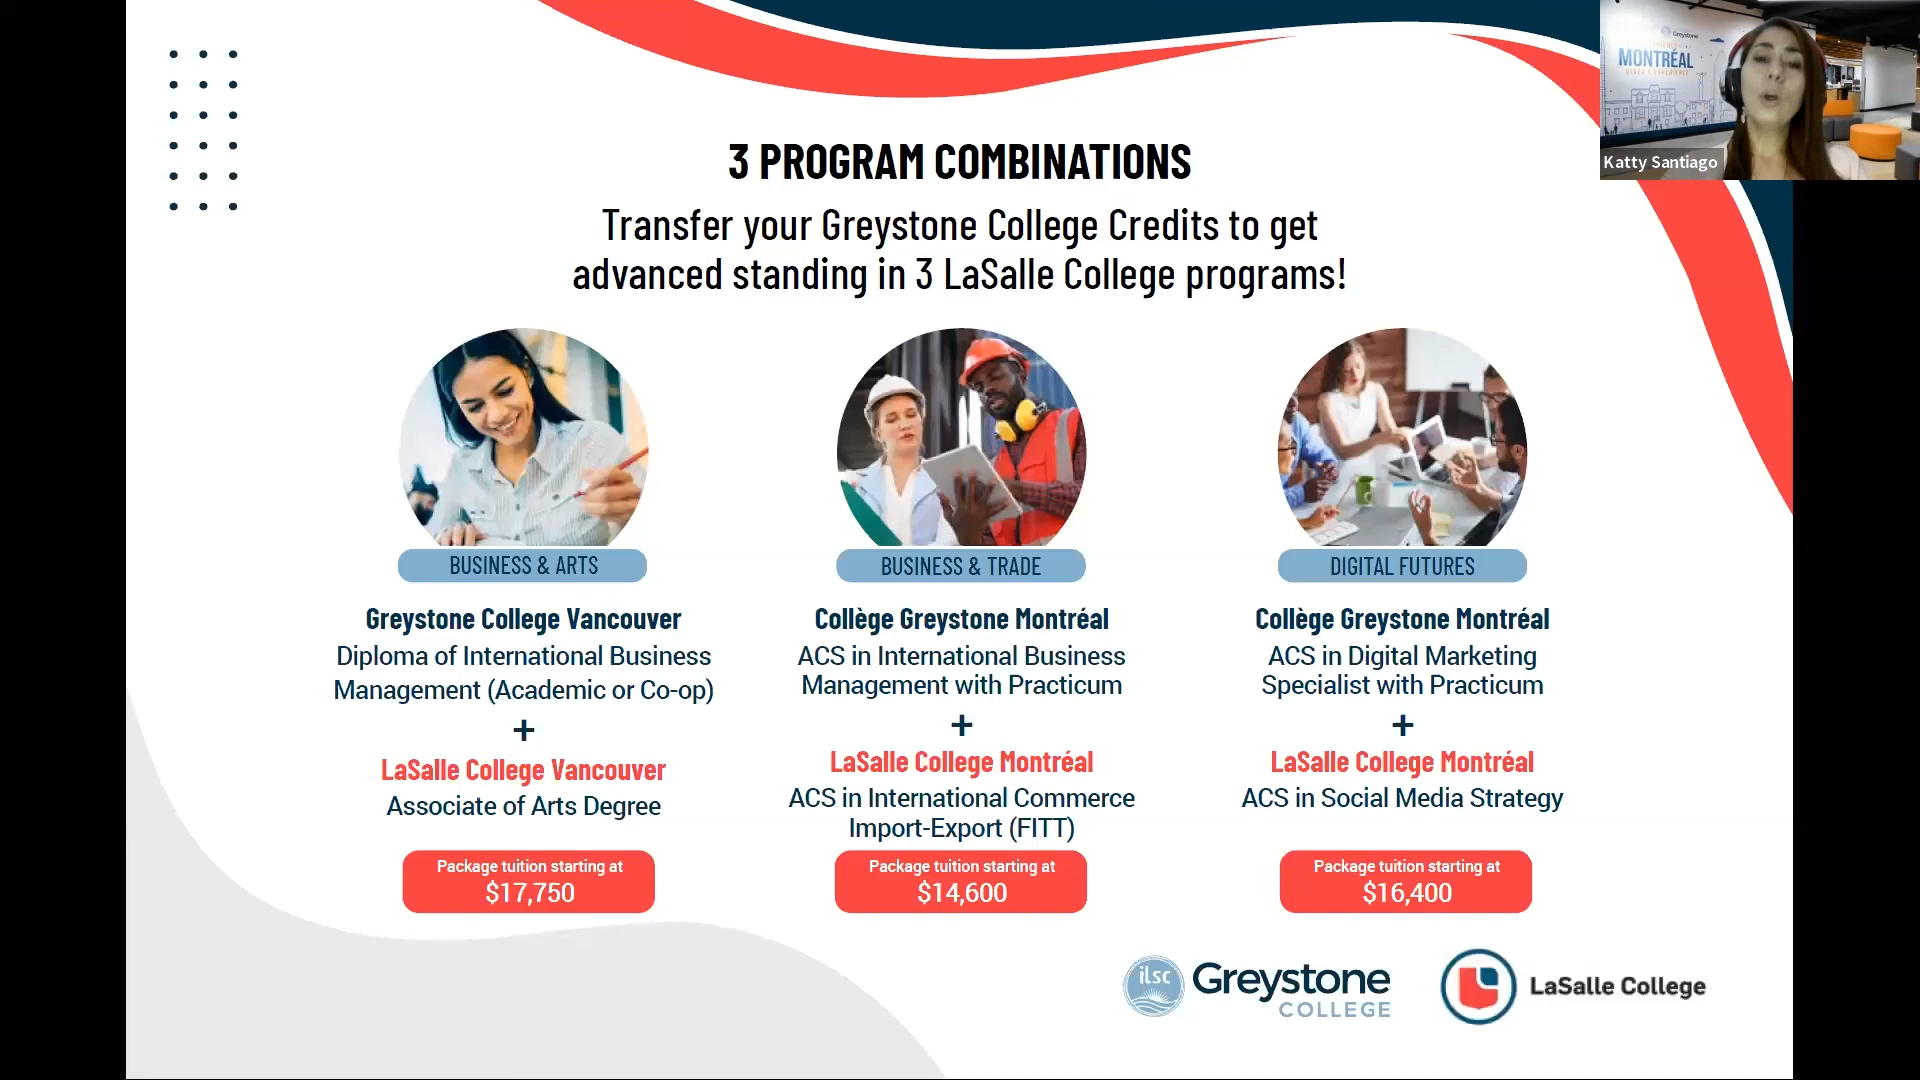 Greystone
MONTRÉAL
Katty Santiago
3 PROGRAM COMBINATIONS
Transfer your Greystone College Credits to get
advanced standing in 3 LaSalle College programs!
BUSINESS & ARTS
Greystone College Vancouver
Diploma of International Business
Management (Academic or Co-op)
+
LaSalle College Vancouver
Associate of Arts Degree
Package tuition starting at
$17,750
BUSINESS & TRADE
Collège Greystone Montréal
ACS in International Business
Management with Practicum
+
LaSalle College Montréal
ACS in International Commerce
Import-Export (FITT)
Package tuition starting at
$14,600
DIGITAL FUTURES
Collège Greystone Montréal
ACS in Digital Marketing
Specialist with Practicum
+
LaSalle College Montréal
ACS in Social Media Strategy
Package tuition starting at
$16,400
ilsc
Greystone
COLLEGE
LaSalle College